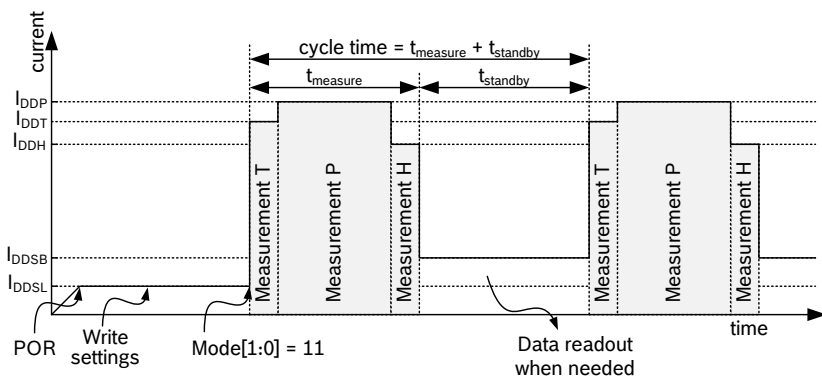 current
cycle time = tmeasure + tstandby
tmeasure
tstandby
IDDP
IDDT
IDDH
IDDSB
IDDSL
Measurement T
Measurement P
Measurement H
Measurement T
Measurement P
Measurement H
time
POR
Write
settings
Mode[1:0] = 11
Data readout
when needed